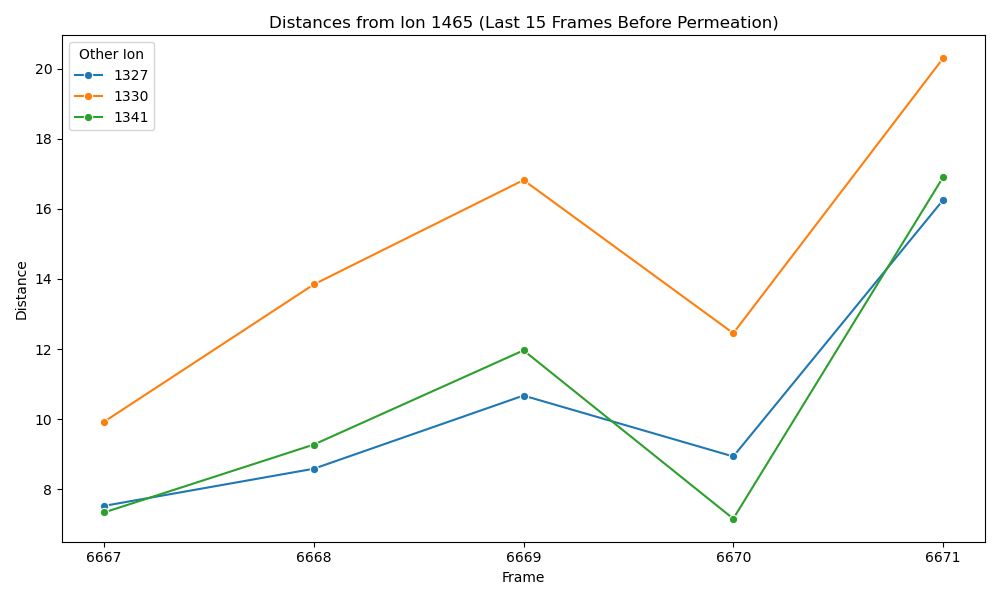 Distances from Ion 1465 (Last 15 Frames Before Permeation)
Other Ion
1327
1330
1341
Distance
20
18
16
14
12
10
8
6667 6668 6669 6670 6671
Frame